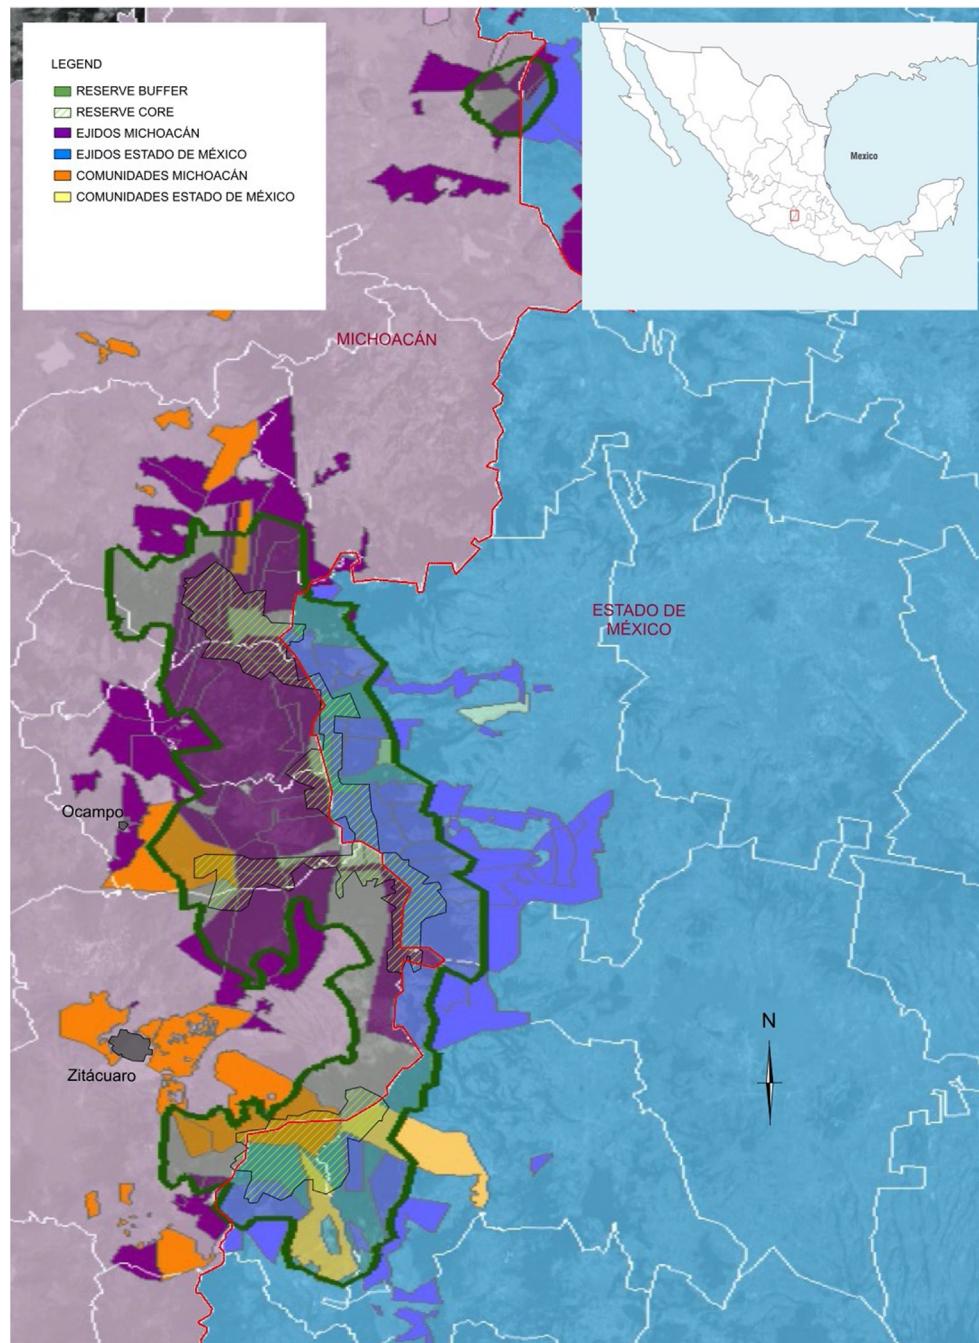 LEGEND
RESERVE BUFFER
RESERVE CORE
EJIDOS MICHOACÁN
EJIDOS ESTADO DE MÉXICO
COMUNIDADES MICHOACÁN
COMUNIDADES ESTADO DE MÉXICO
Mexico
MICHOACÁN
ESTADO DE
MÉXICO
Ocampo
N
Zitácuaro